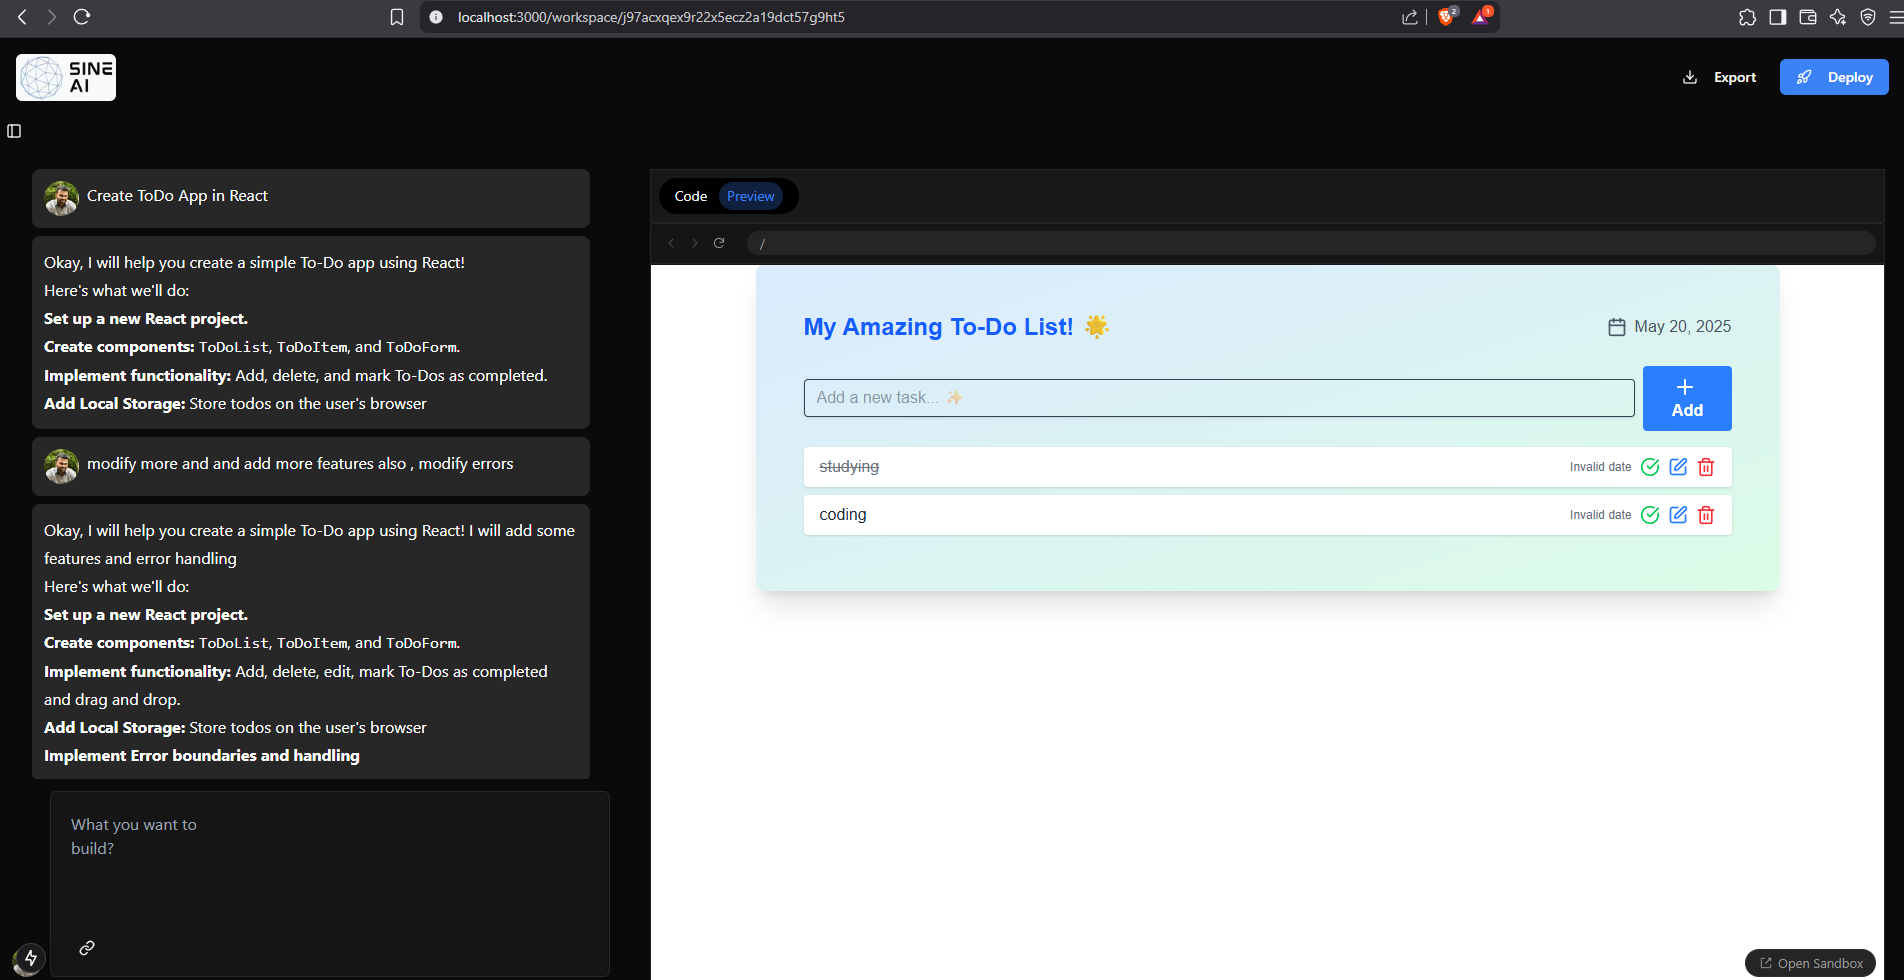 localhost:3000/workspace/j97acxqex9r22x5ecz2a19dct57g9ht5
2
1
SINE
AI
Export
Deploy
Create ToDo App in React
Okay, I will help you create a simple To-Do app using React!
Here's what we'll do:
Set up a new React project.
Create components: ToDoList, ToDoItem, and ToDoForm.
Implement functionality: Add, delete, and mark To-Dos as completed.
Add Local Storage: Store todos on the user's browser
modify more and and add more features also , modify errors
Okay, I will help you create a simple To-Do app using React! I will add some
features and error handling
Here's what we'll do:
Set up a new React project.
Create components: ToDoList, ToDoItem, and ToDoForm.
Implement functionality: Add, delete, edit, mark To-Dos as completed
and drag and drop.
Add Local Storage: Store todos on the user's browser
Implement Error boundaries and handling
What you want to
build?
Code Preview
/
My Amazing To-Do List! 🌟
May 20, 2025
Add a new task... ✨
Add
studying
Invalid date
coding
Invalid date
Open Sandbox